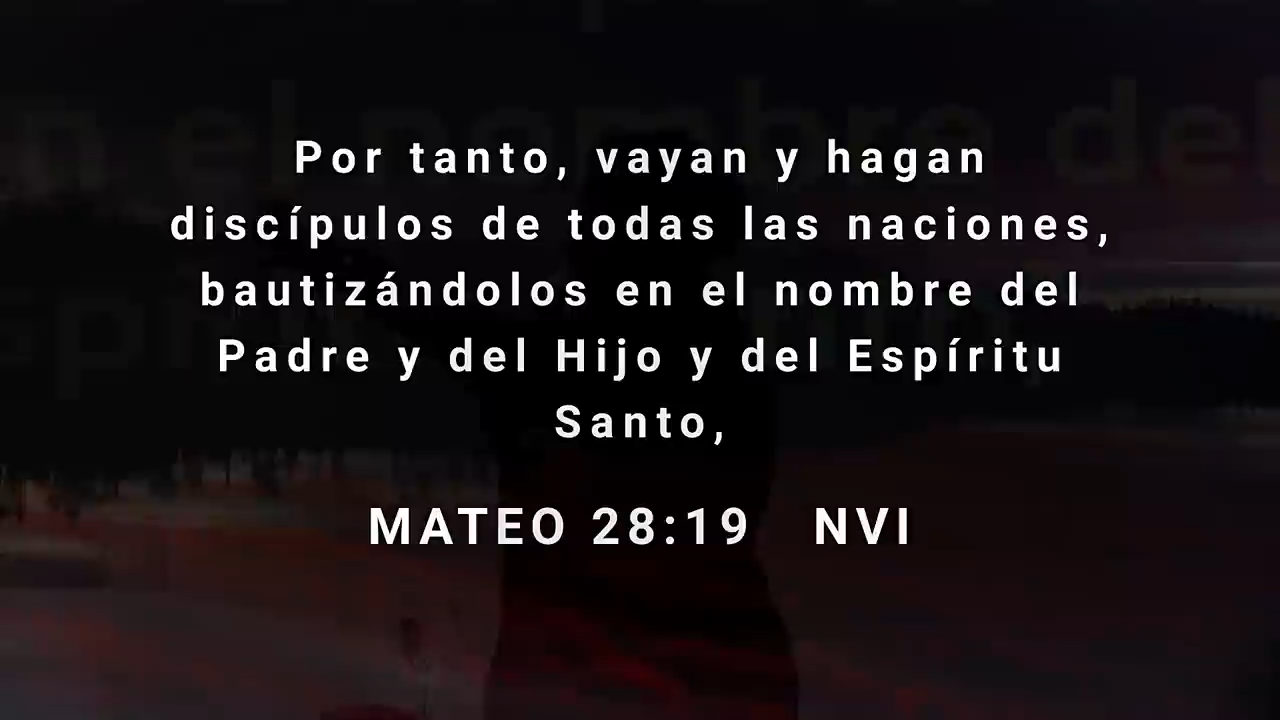 Por tanto, vayan y hagan
discípulos de todas las naciones,
bautizándolos en el nombre del
Padre y del Hijo y del Espíritu
Santo,
MATEO 28:19 NVI